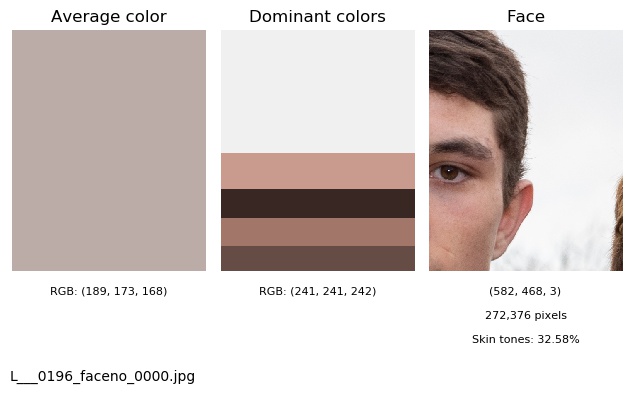 Average color
Dominant colors
Face
RGB: (189, 173, 168)
RGB: (241, 241, 242)
(582, 468, 3)
272,376 pixels
Skin tones: 32.58%
L___0196_faceno_0000.jpg